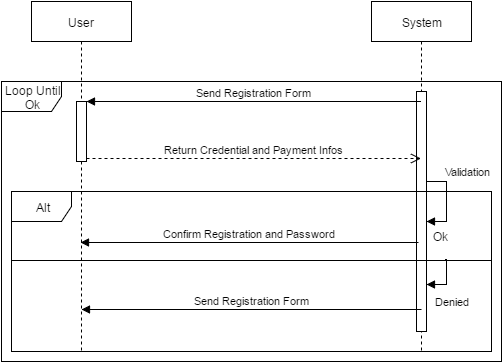 User
System
Loop Until
Ok
Send Registration Form
Return Credential and Payment Infos
Validation
Alt
Confirm Registration and Password
Ok
Send Registration Form
Denied